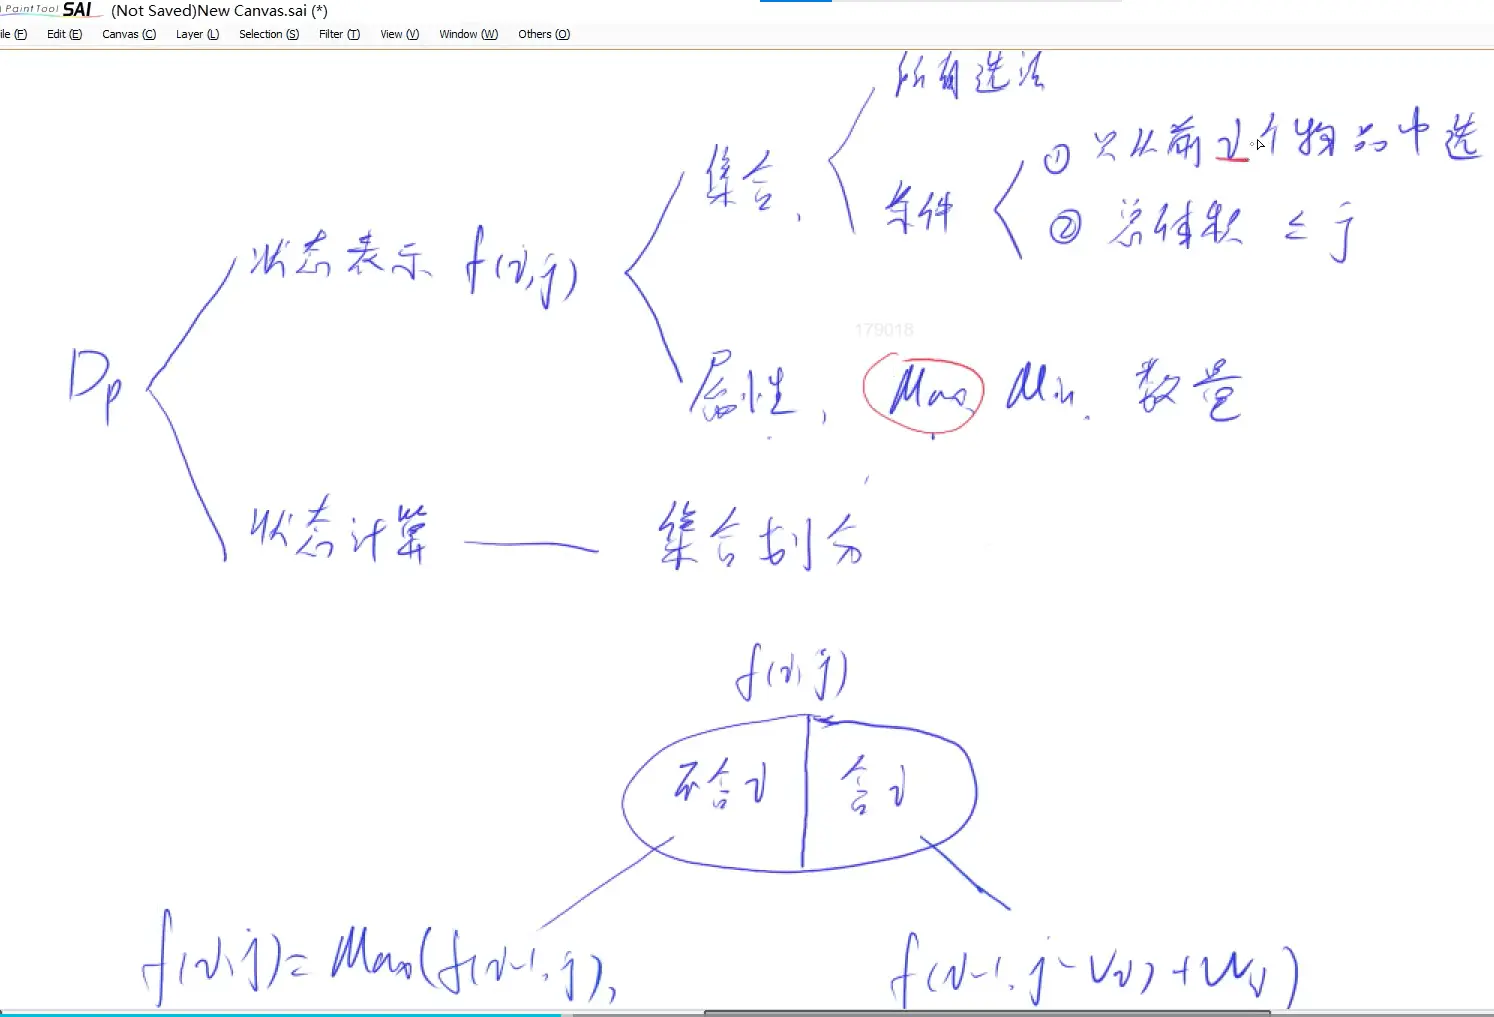 PaintTool SAI (Not Saved)New Canvas.sai (*)
ile (F) Edit (E) Canvas (C) Layer (L) Selection (S) Filter (T) View (V) Window (W) Others (O)
所有选法
集合,
条件
① 只从前i个物品中选
② 总体积 ≤ j
状态表示 f(i,j)
179018
Dp
属性, Max, Min, 数量
状态计算 —— 集合划分
f(i,j)
不含i 含i
f(i,j)= Max(f(i-1,j), f(i-1,j-Vi)+Wi)